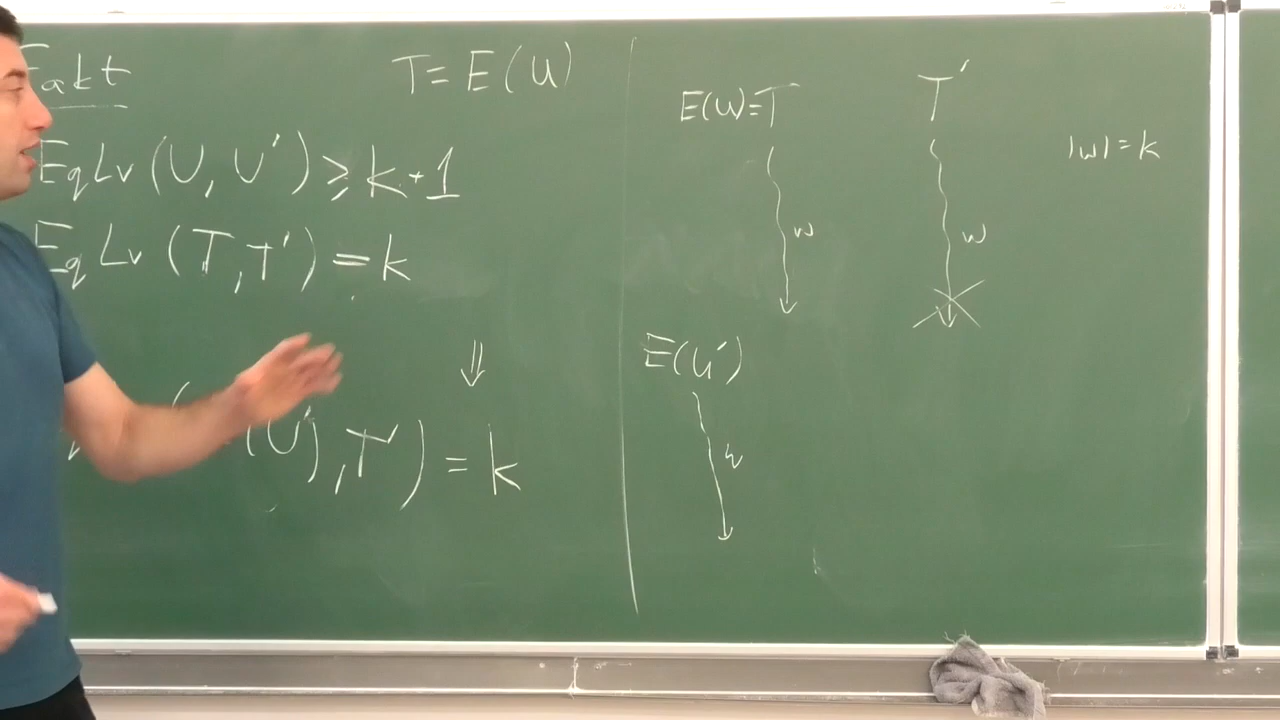 Fakt
T = E(U)
EqLv(U, U') ≥ k+1
EqLv(T, T') = k
⇓
(U'), T') = k
E(U) = T
T'
|w| = k
w
w
E(U')
w